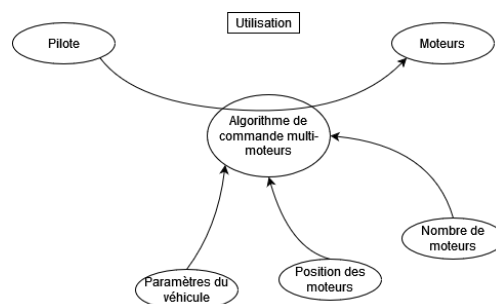 Utilisation
Pilote
Moteurs
Algorithme de
commande multi-
moteurs
Nombre de
moteurs
Paramètres du
véhicule
Position des
moteurs